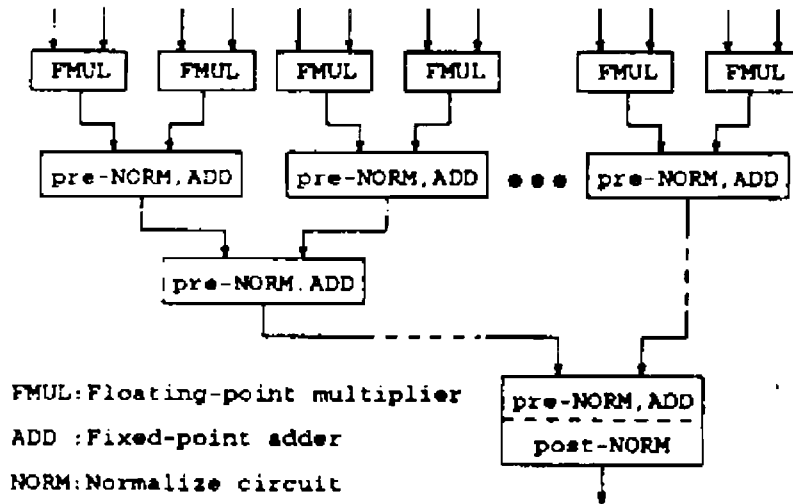 FMUL FMUL FMUL FMUL FMUL FMUL
pre-NORM,ADD pre-NORM,ADD ●●● pre-NORM,ADD
pre-NORM.ADD
FMUL:Floating-point multiplier
pre-NORM,ADD
ADD :Fixed-point adder
post-NORM
NORM:Normalize circuit